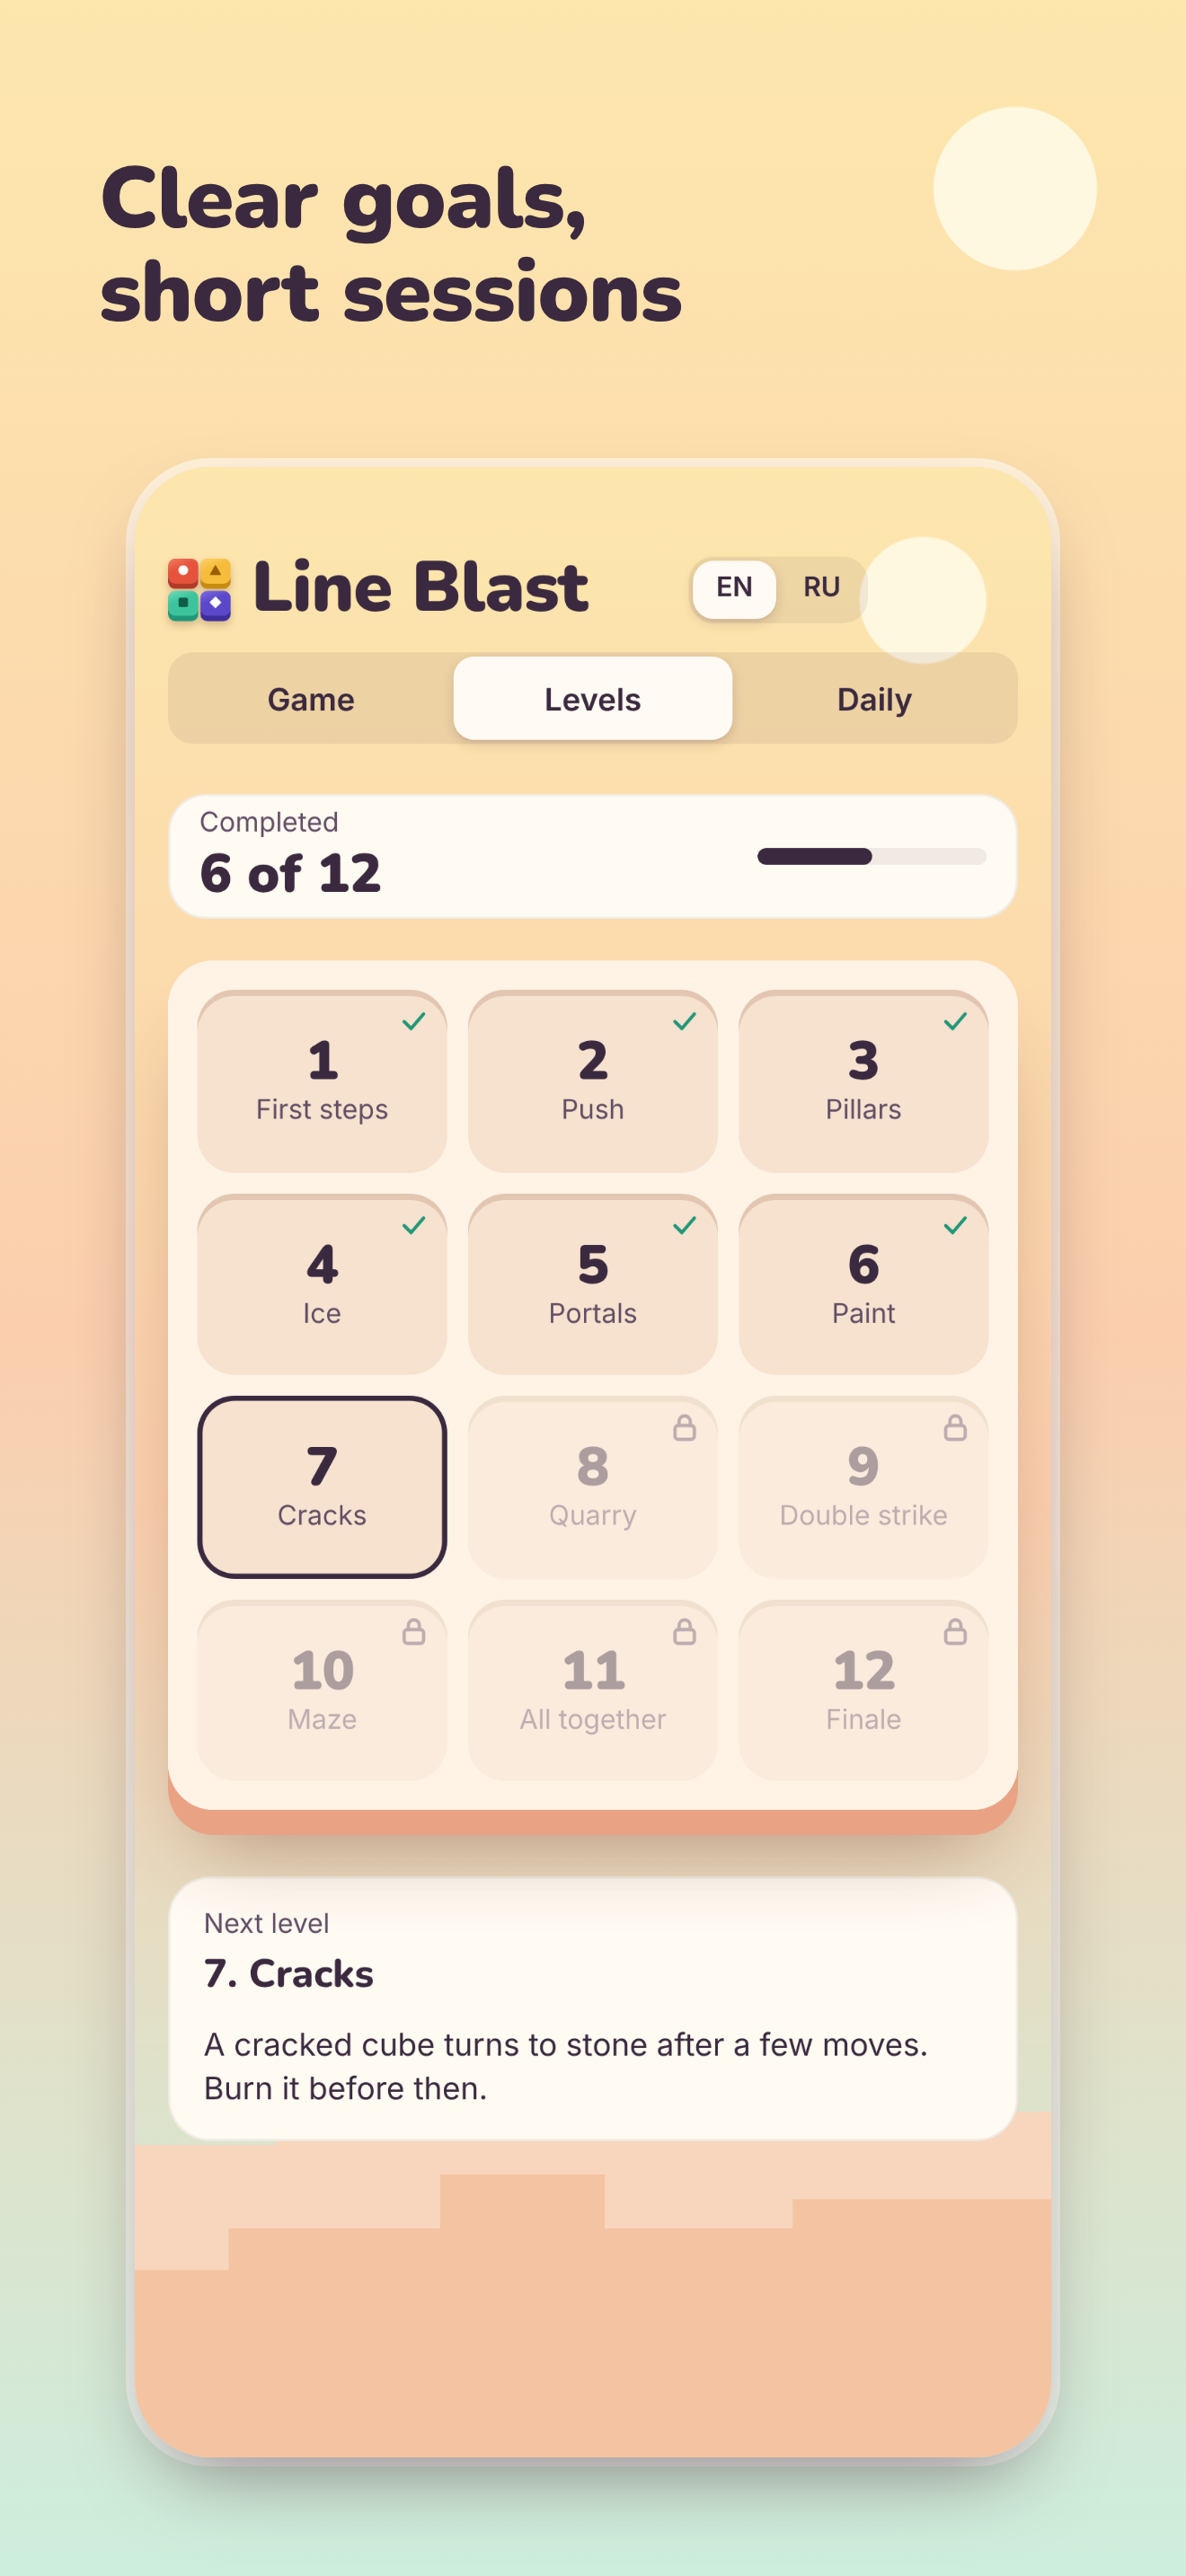 Clear goals,
short sessions
Line Blast
EN RU
Game Levels Daily
Completed
6 of 12
1 2 3
First steps Push Pillars
4 5 6
Ice Portals Paint
7 8 9
Cracks Quarry Double strike
10 11 12
Maze All together Finale
Next level
7. Cracks
A cracked cube turns to stone after a few moves.
Burn it before then.